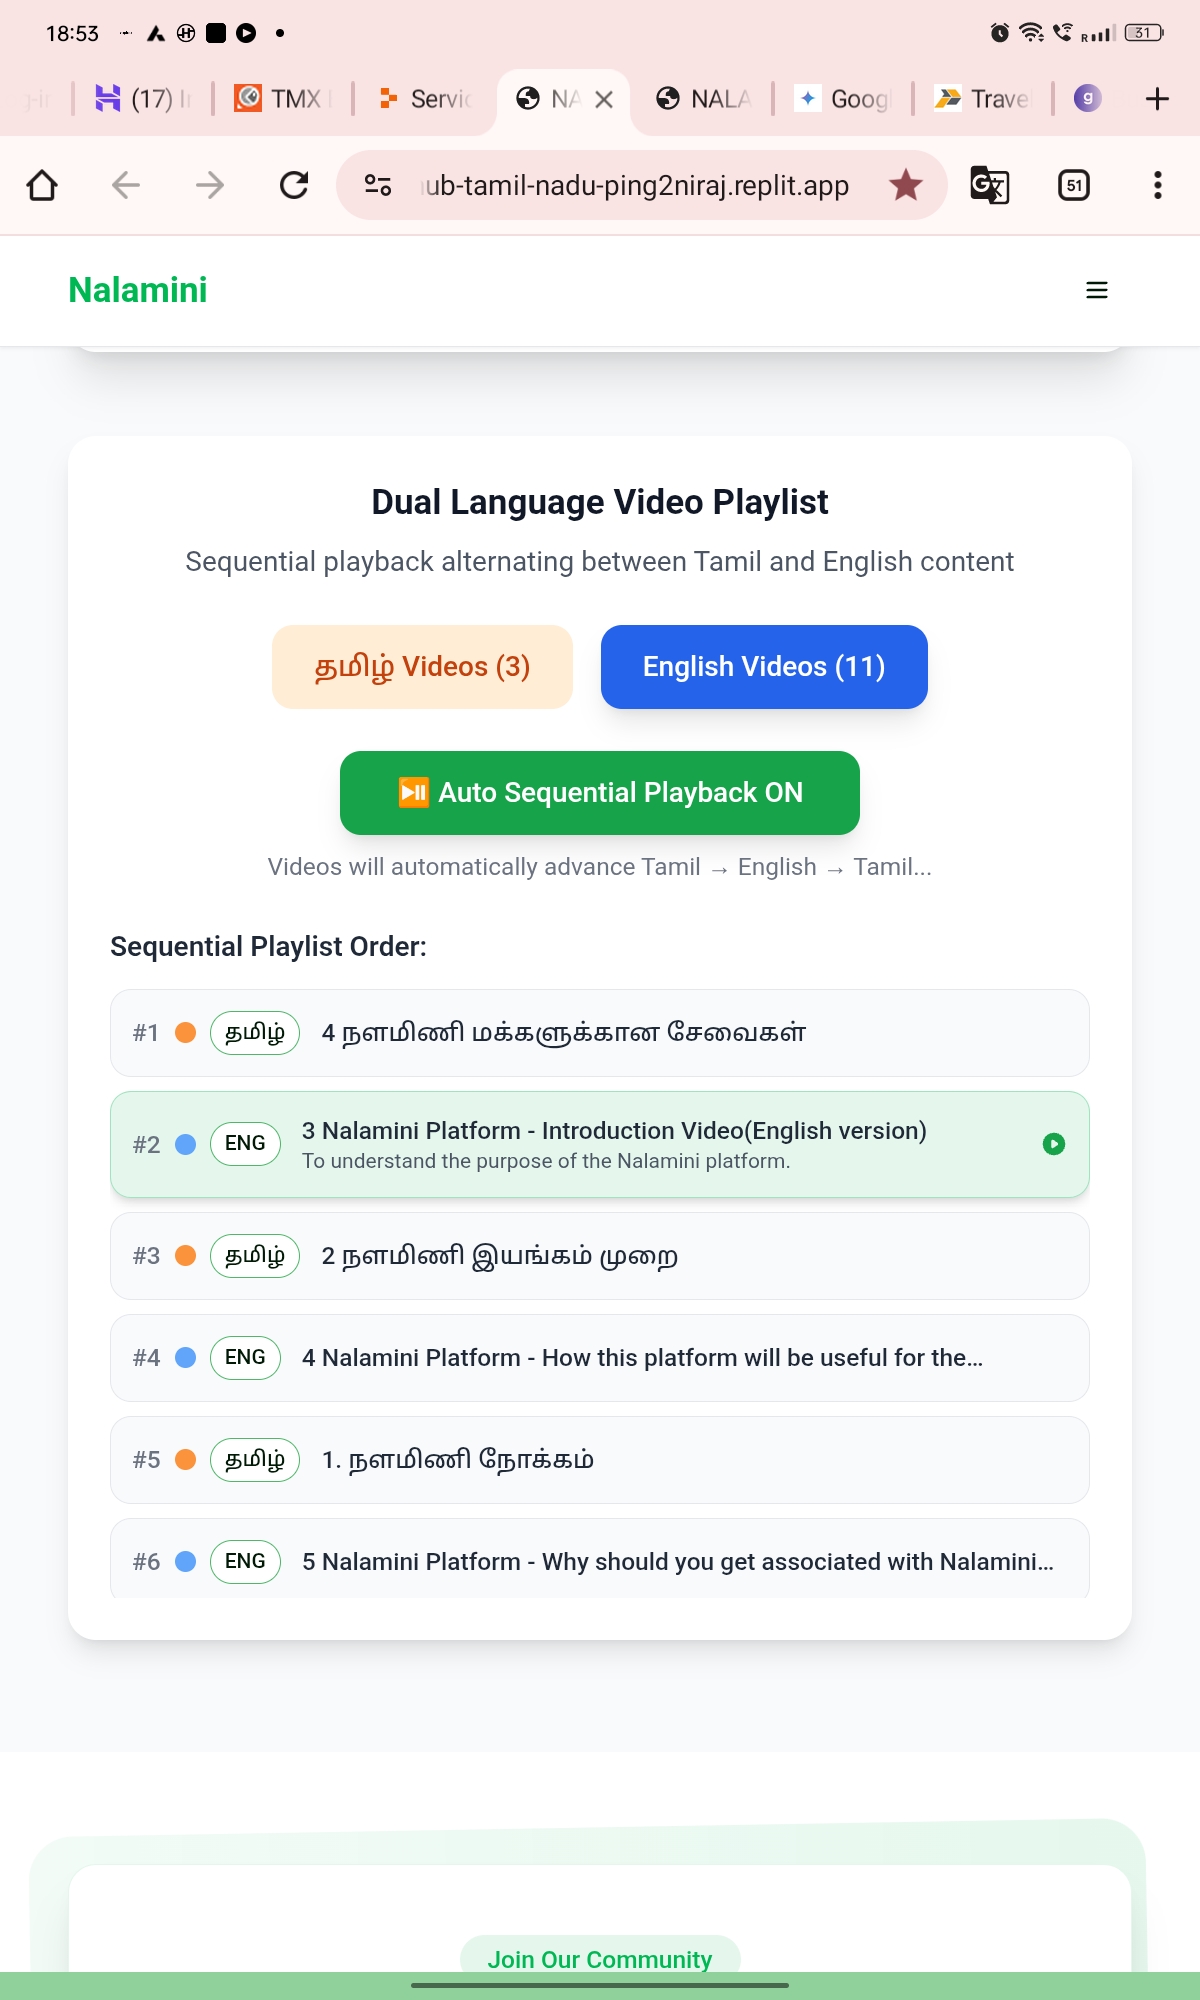 18:53
31
(17) I
TMX
Servic
NA
NALA
Goog
Trave
g
ub-tamil-nadu-ping2niraj.replit.app
51
Nalamini
Dual Language Video Playlist
Sequential playback alternating between Tamil and English content
தமிழ் Videos (3)
English Videos (11)
Auto Sequential Playback ON
Videos will automatically advance Tamil → English → Tamil...
Sequential Playlist Order:
#1 தமிழ் 4 நளமிணி மக்களுக்கான சேவைகள்
#2 ENG 3 Nalamini Platform - Introduction Video(English version)
To understand the purpose of the Nalamini platform.
#3 தமிழ் 2 நளமிணி இயங்கம் முறை
#4 ENG 4 Nalamini Platform - How this platform will be useful for the...
#5 தமிழ் 1. நளமிணி நோக்கம்
#6 ENG 5 Nalamini Platform - Why should you get associated with Nalamini...
Join Our Community